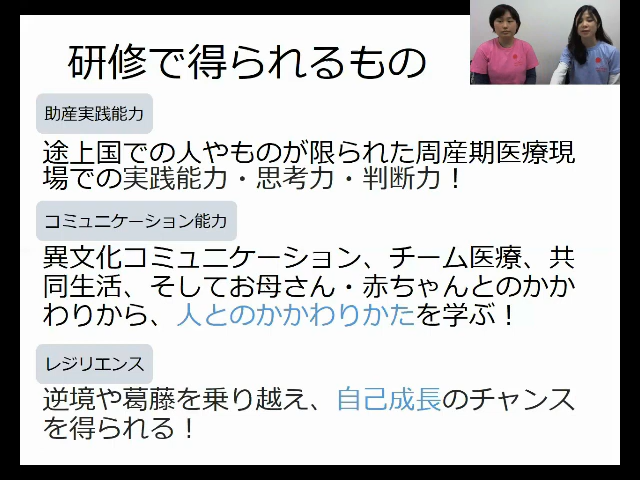 研修で得られるもの
助産実践能力
途上国での人やものが限られた周産期医療現
場での実践能力・思考力・判断力！
コミュニケーション能力
異文化コミュニケーション、チーム医療、共
同生活、そしてお母さん・赤ちゃんとのかか
わりから、人とのかかわりかたを学ぶ！
レジリエンス
逆境や葛藤を乗り越え、自己成長のチャンス
を得られる！